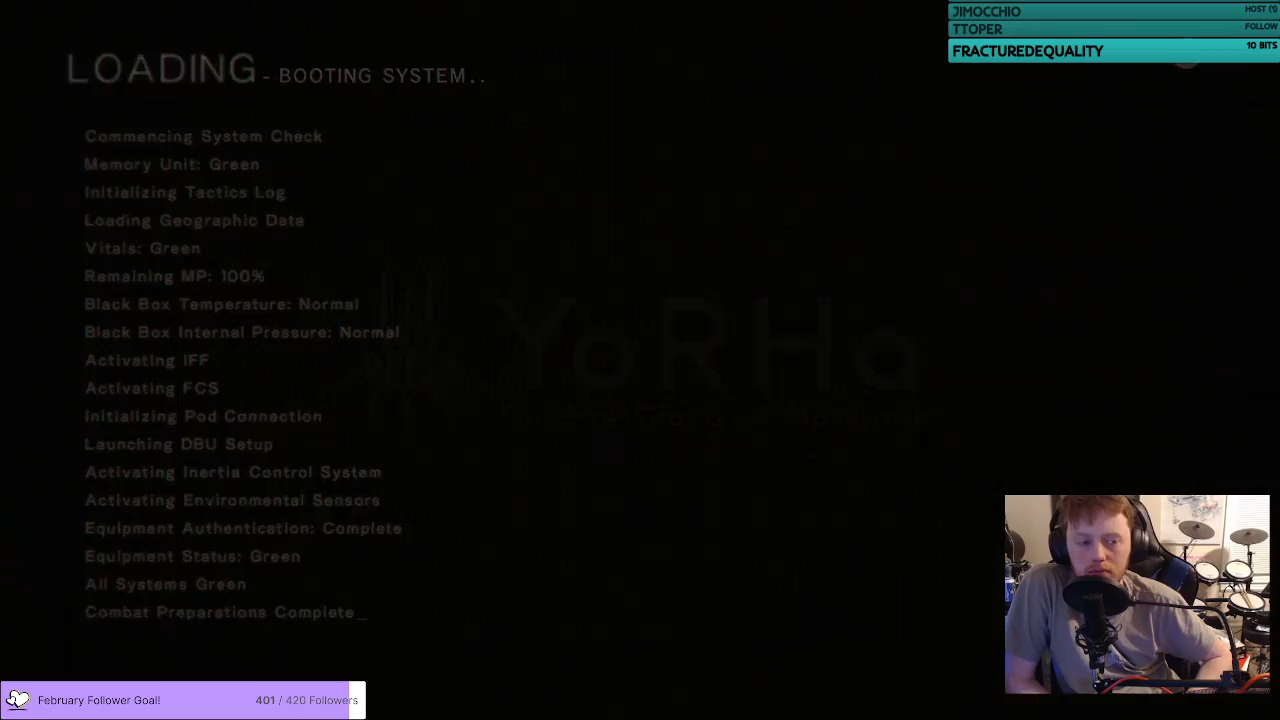 JIMOCCHIO HOST (1)
TTOPER FOLLOW
FRACTUREDEQUALITY 10 BITS
LOADING - BOOTING SYSTEM..
Commencing System Check
Memory Unit: Green
Initializing Tactics Log
Loading Geographic Data
Vitals: Green
Remaining MP: 100%
Black Box Temperature: Normal
Black Box Internal Pressure: Normal
Activating IFF
Activating FCS
Initializing Pod Connection
Launching DBU Setup
Activating Inertia Control System
Activating Environmental Sensors
Equipment Authentication: Complete
Equipment Status: Green
All Systems Green
Combat Preparations Complete_
YoRHa
February Follower Goal! 401 / 420 Followers